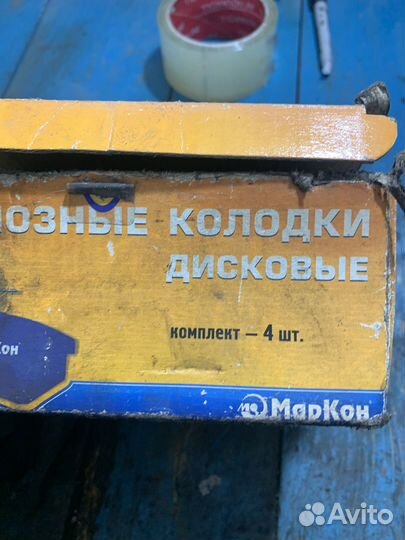 ОЗНЫЕ КОЛОДКИ
ДИСКОВЫЕ
Кон
комплект – 4 шт.
МарКон
Avito